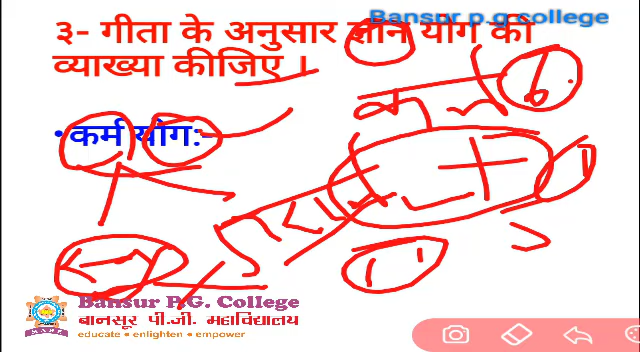 Bansur p.g college
३- गीता के अनुसार ज्ञान योग की
व्याख्या कीजिए ।
• कर्म योग:-
Bansur P.G. College
बानसूर पी.जी. महाविद्यालय
educate • enlighten • empower